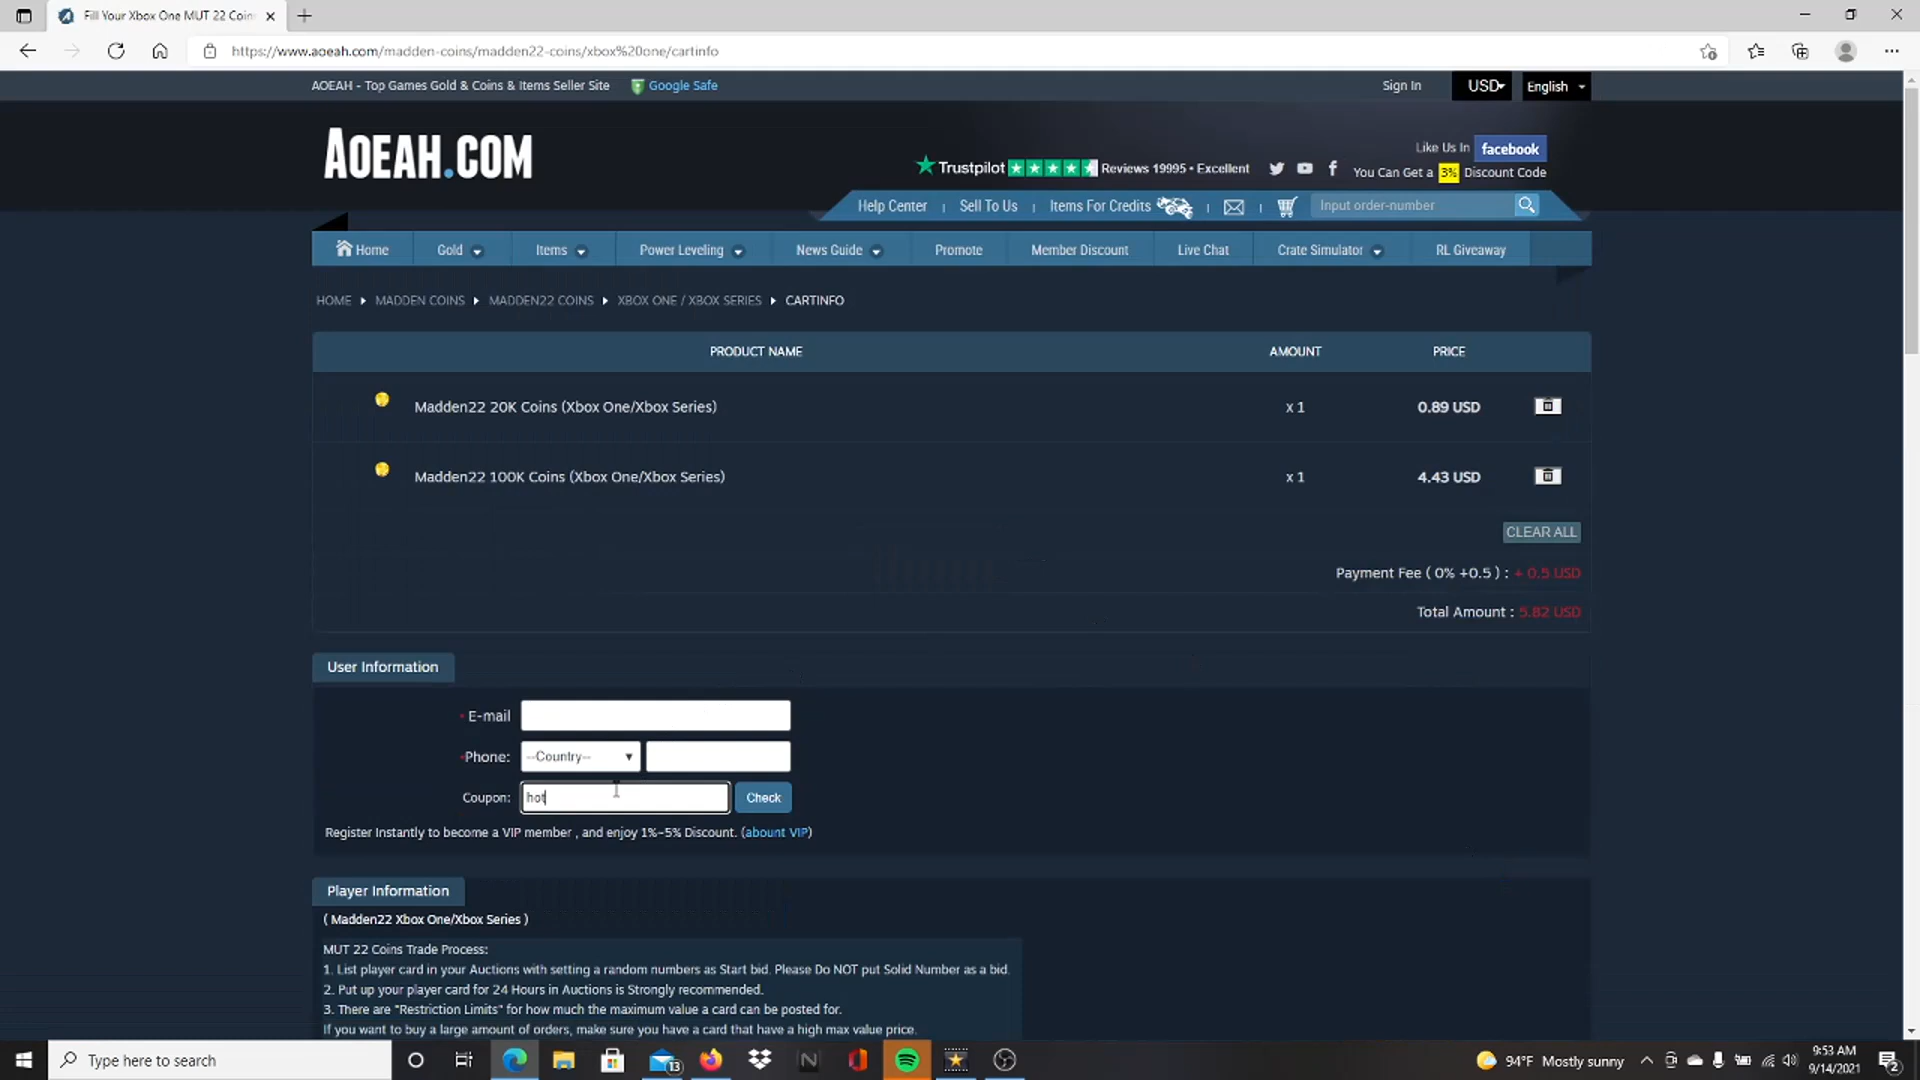 Fill Your Xbox One MUT 22 Coin
https://www.aoeah.com/madden-coins/madden22-coins/xbox%20one/cartinfo
AOEAH - Top Games Gold & Coins & Items Seller Site
Google Safe
Sign In
USD
English
AOEAH.COM
Like Us In facebook
Trustpilot Reviews 19995 • Excellent
You Can Get a 3% Discount Code
Help Center
Sell To Us
Items For Credits
Input order-number
Home
Gold
Items
Power Leveling
News Guide
Promote
Member Discount
Live Chat
Crate Simulator
RL Giveaway
HOME
MADDEN COINS
MADDEN22 COINS
XBOX ONE / XBOX SERIES
CARTINFO
PRODUCT NAME AMOUNT PRICE
Madden22 20K Coins (Xbox One/Xbox Series) x 1 0.89 USD
Madden22 100K Coins (Xbox One/Xbox Series) x 1 4.43 USD
CLEAR ALL
Payment Fee ( 0% +0.5 ) : + 0.5 USD
Total Amount : 5.82 USD
User Information
* E-mail
*Phone: --Country--
Coupon: hot Check
Register Instantly to become a VIP member , and enjoy 1%~5% Discount. (abount VIP)
Player Information
( Madden22 Xbox One/Xbox Series )
MUT 22 Coins Trade Process:
1. List player card in your Auctions with setting a random numbers as Start bid. Please Do NOT put Solid Number as a bid.
2. Put up your player card for 24 Hours in Auctions is Strongly recommended.
3. There are "Restriction Limits" for how much the maximum value a card can be posted for.
If you want to buy a large amount of orders, make sure you have a card that have a high max value price.
Type here to search
13
N
94°F Mostly sunny
9:53 AM
9/14/2021
2